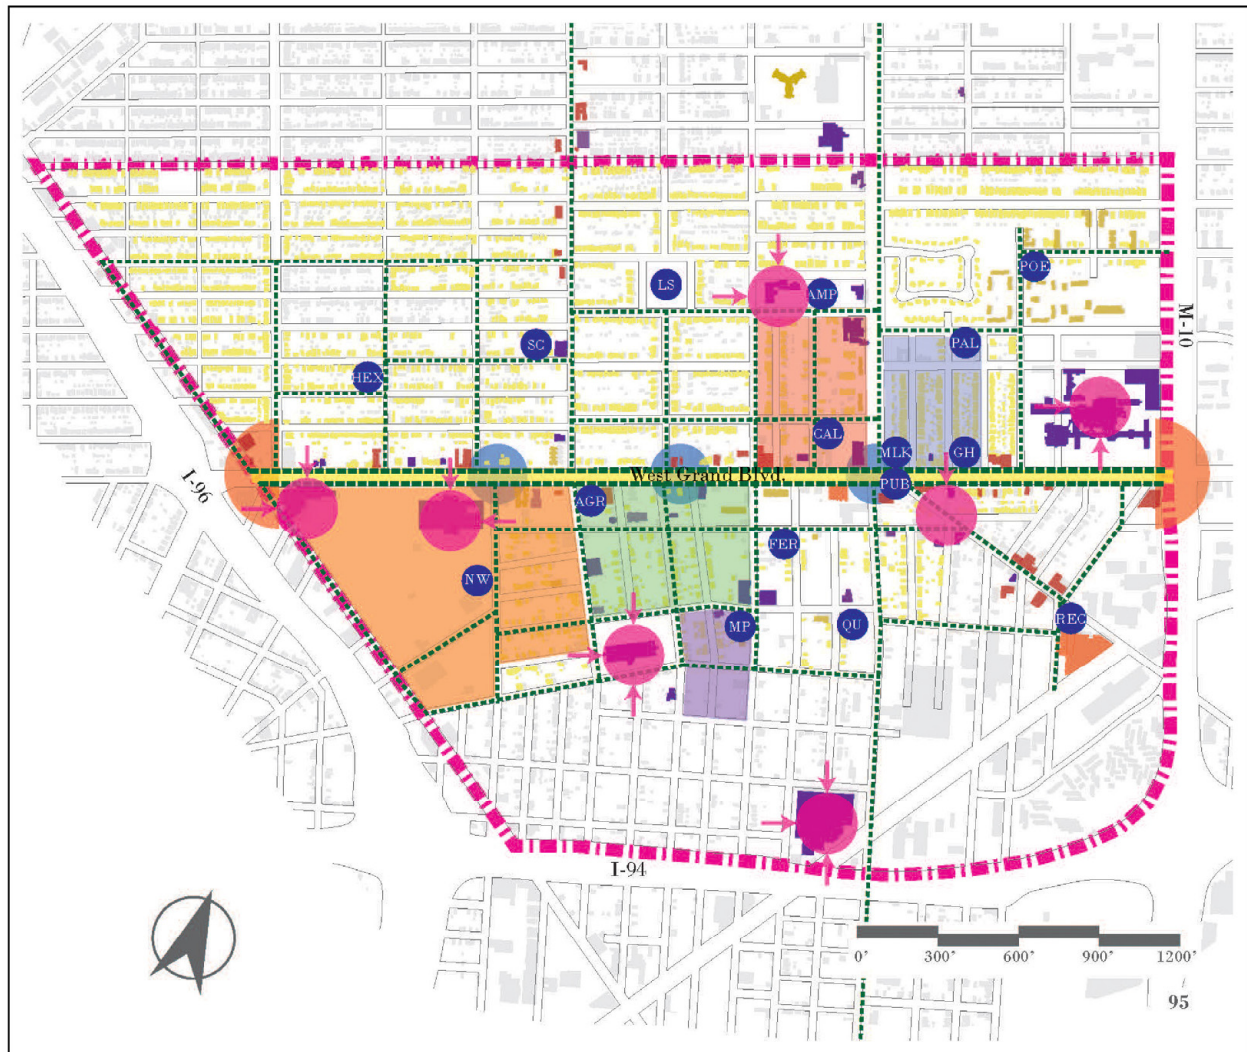 POE
LS
AMP
M-10
SC
PAL
HEX
CAL
MLK
GH
West Grand Blvd.
PUB
I-96
AGR
FER
NW
MP
QU
REC
I-94
0'
300'
600'
900'
1200'
95